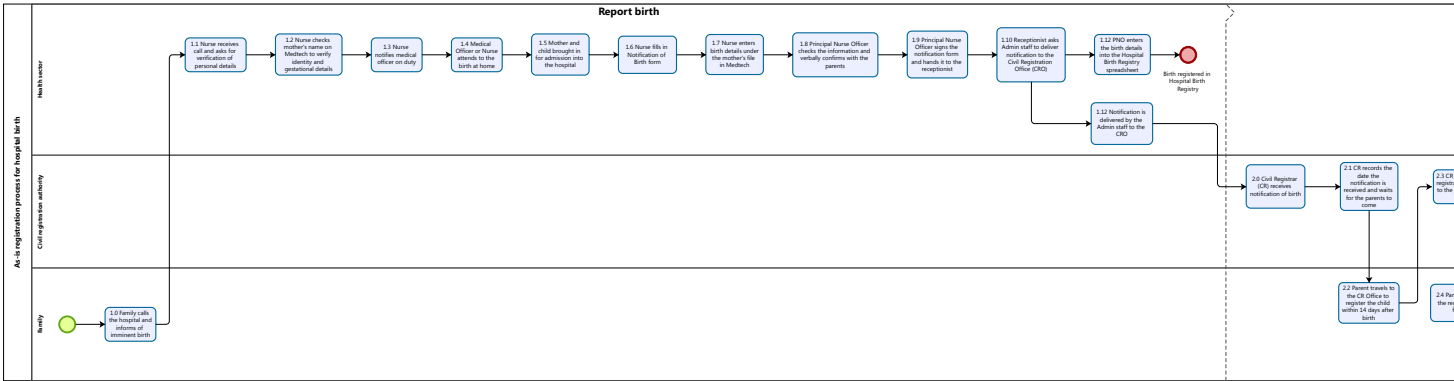 Report birth
As-is registration process for hospital birth
Health sector
1.1 Nurse receives
call and asks for
verification of
personal details
1.2 Nurse checks
mother's name on
Medtech to verify
identity and
gestational details
1.3 Nurse
notifies medical
officer on duty
1.4 Medical
Officer or Nurse
attends to the
birth at home
1.5 Mother and
child brought in
for admission into
the hospital
1.6 Nurse fills in
Notification of
Birth form
1.7 Nurse enters
birth details under
the mother's file
in Medtech
1.8 Principal Nurse Officer
checks the information and
verbally confirms with the
parents
1.9 Principal Nurse
Officer signs the
notification form
and hands it to the
receptionist
1.10 Receptionist asks
Admin staff to deliver
notification to the
Civil Registration
Office (CRO)
1.12 PNO enters
the birth details
into the Hospital
Birth Registry
spreadsheet
Birth registered in
Hospital Birth
Registry
1.12 Notification is
delivered by the
Admin staff to the
CRO
Civil registration authority
2.0 Civil Registrar
(CR) receives
notification of birth
2.1 CR records the
date the
notification is
received and waits
for the parents to
come
2.3 CR
registra
to the
Family
1.0 Family calls
the hospital and
informs of
imminent birth
2.2 Parent travels to
the CR Office to
register the child
within 14 days after
birth
2.4 Par
the re
f